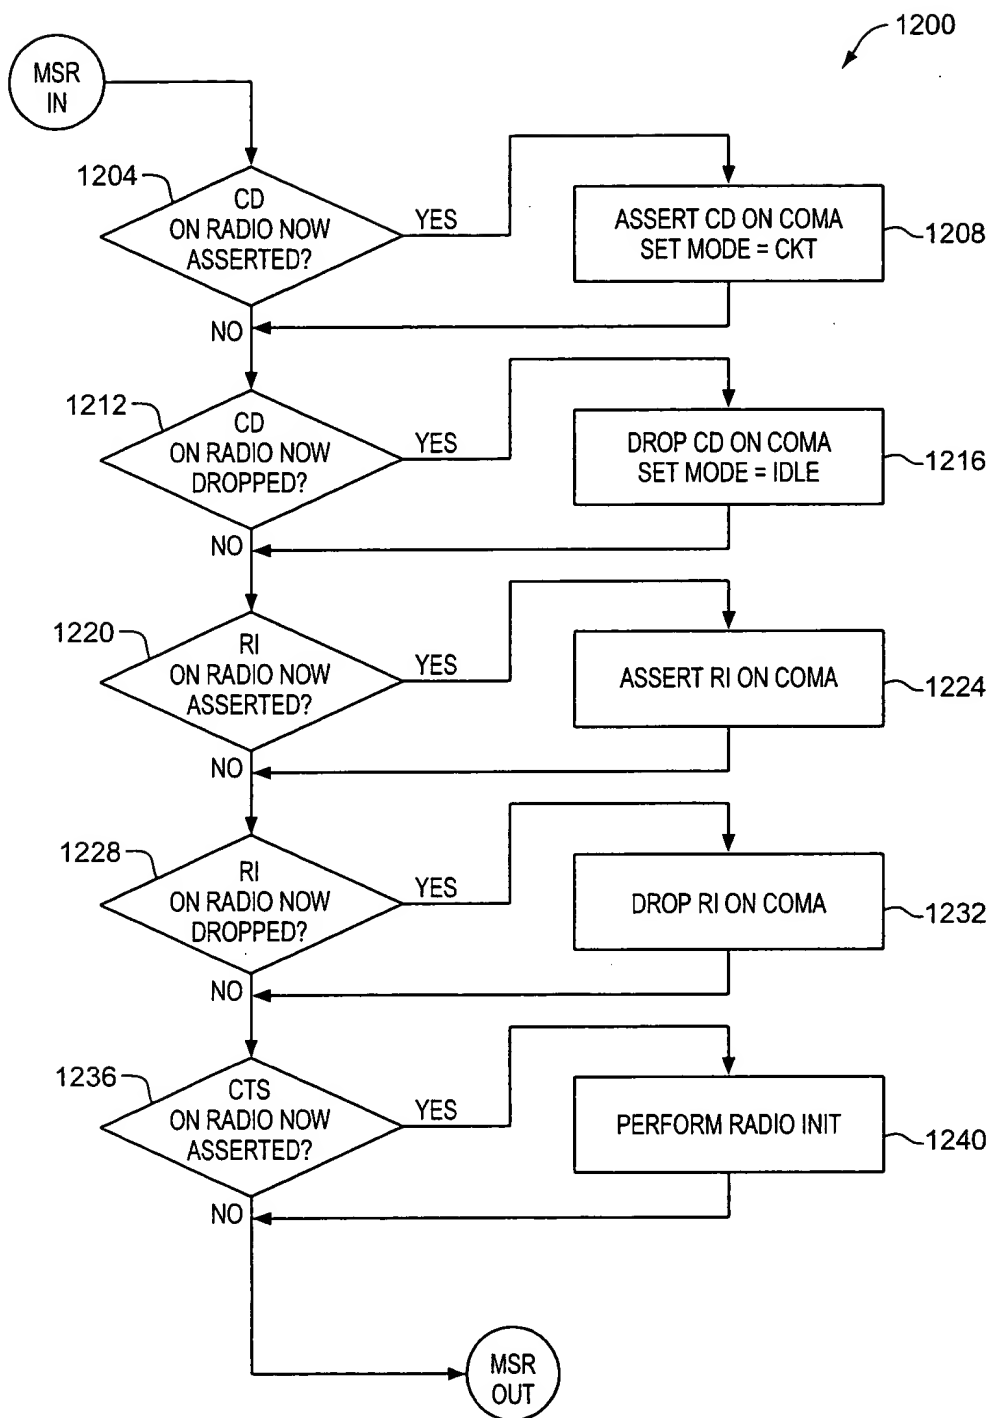 1200
MSR
IN
1204
CD
ON RADIO NOW
ASSERTED?
YES
ASSERT CD ON COMA
SET MODE = CKT
1208
NO
1212
CD
ON RADIO NOW
DROPPED?
YES
DROP CD ON COMA
SET MODE = IDLE
1216
NO
1220
RI
ON RADIO NOW
ASSERTED?
YES
ASSERT RI ON COMA
1224
NO
1228
RI
ON RADIO NOW
DROPPED?
YES
DROP RI ON COMA
1232
NO
1236
CTS
ON RADIO NOW
ASSERTED?
YES
PERFORM RADIO INIT
1240
NO
MSR
OUT